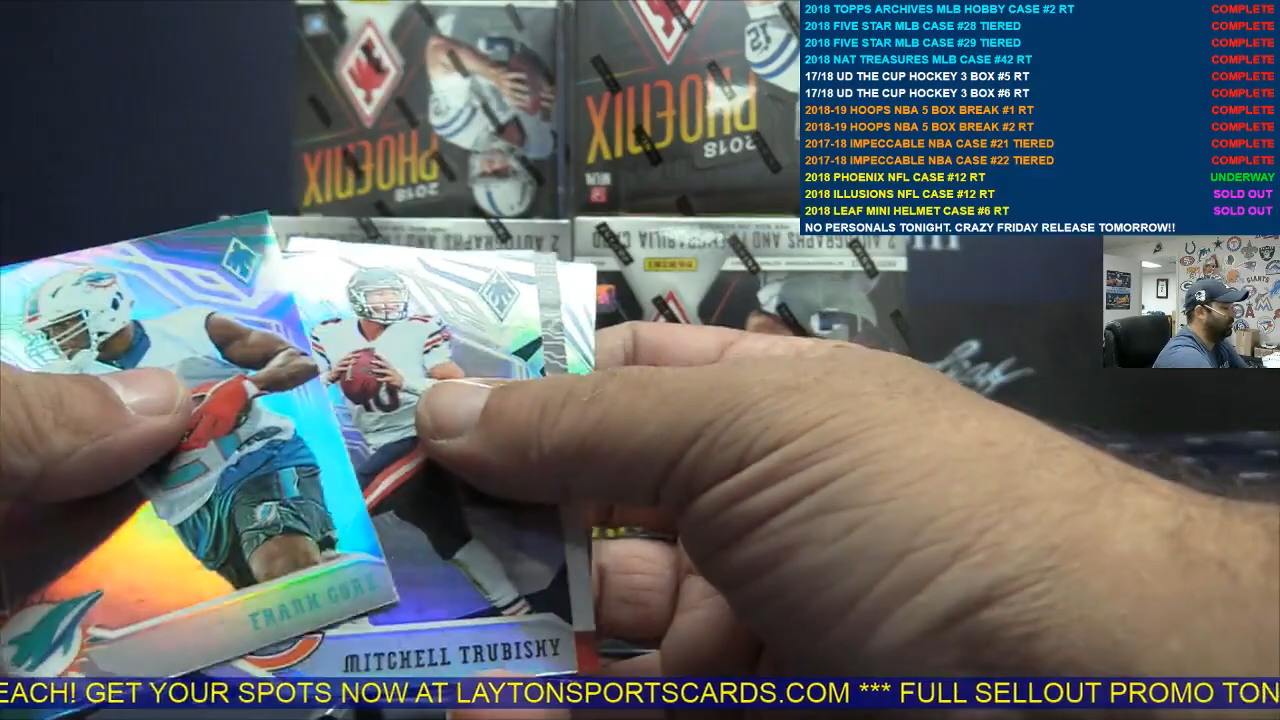 2018 TOPPS ARCHIVES MLB HOBBY CASE #2 RT COMPLETE
2018 FIVE STAR MLB CASE #28 TIERED COMPLETE
2018 FIVE STAR MLB CASE #29 TIERED COMPLETE
2018 NAT TREASURES MLB CASE #42 RT COMPLETE
17/18 UD THE CUP HOCKEY 3 BOX #5 RT COMPLETE
17/18 UD THE CUP HOCKEY 3 BOX #6 RT COMPLETE
2018-19 HOOPS NBA 5 BOX BREAK #1 RT COMPLETE
2018-19 HOOPS NBA 5 BOX BREAK #2 RT COMPLETE
2017-18 IMPECCABLE NBA CASE #21 TIERED COMPLETE
2017-18 IMPECCABLE NBA CASE #22 TIERED COMPLETE
2018 PHOENIX NFL CASE #12 RT UNDERWAY
2018 ILLUSIONS NFL CASE #12 RT SOLD OUT
2018 LEAF MINI HELMET CASE #6 RT SOLD OUT
NO PERSONALS TONIGHT. CRAZY FRIDAY RELEASE TOMORROW!!
PHOENIX
2018
PHOENIX
2018
2 AUTOGRAPHS AND
GIANTS
FRANK GORE
MITCHELL TRUBISKY
EACH! GET YOUR SPOTS NOW AT LAYTONSPORTSCARDS.COM *** FULL SELLOUT PROMO TON